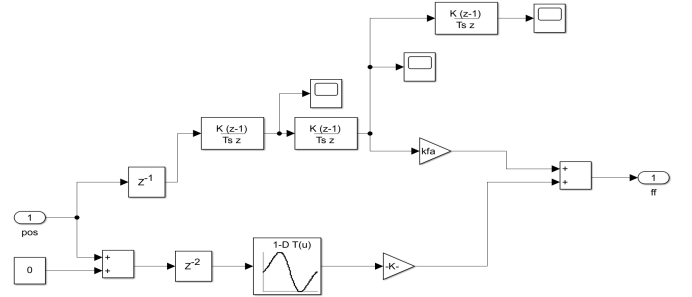 K (z-1)
Ts z
K (z-1)
Ts z
K (z-1)
Ts z
kfa
+
+
1
ff
z-1
1
pos
+
+
0
z-2
1-D T(u)
-K-